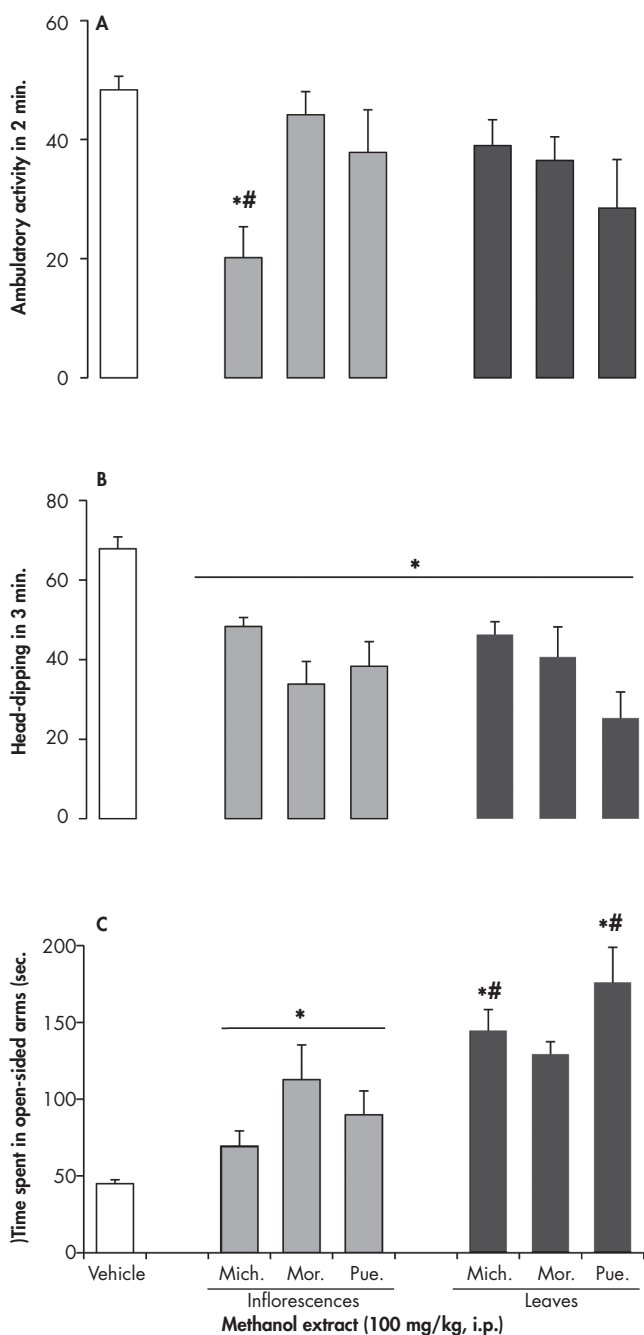 A
Ambulatory activity in 2 min.
60
40
20
0
*#
B
Head-dipping in 3 min.
80
60
40
20
0
*
C
)Time spent in open-sided arms (sec.
200
150
100
50
0
*
*#
*#
Vehicle Mich. Mor. Pue. Mich. Mor. Pue.
Inflorescences Leaves
Methanol extract (100 mg/kg, i.p.)